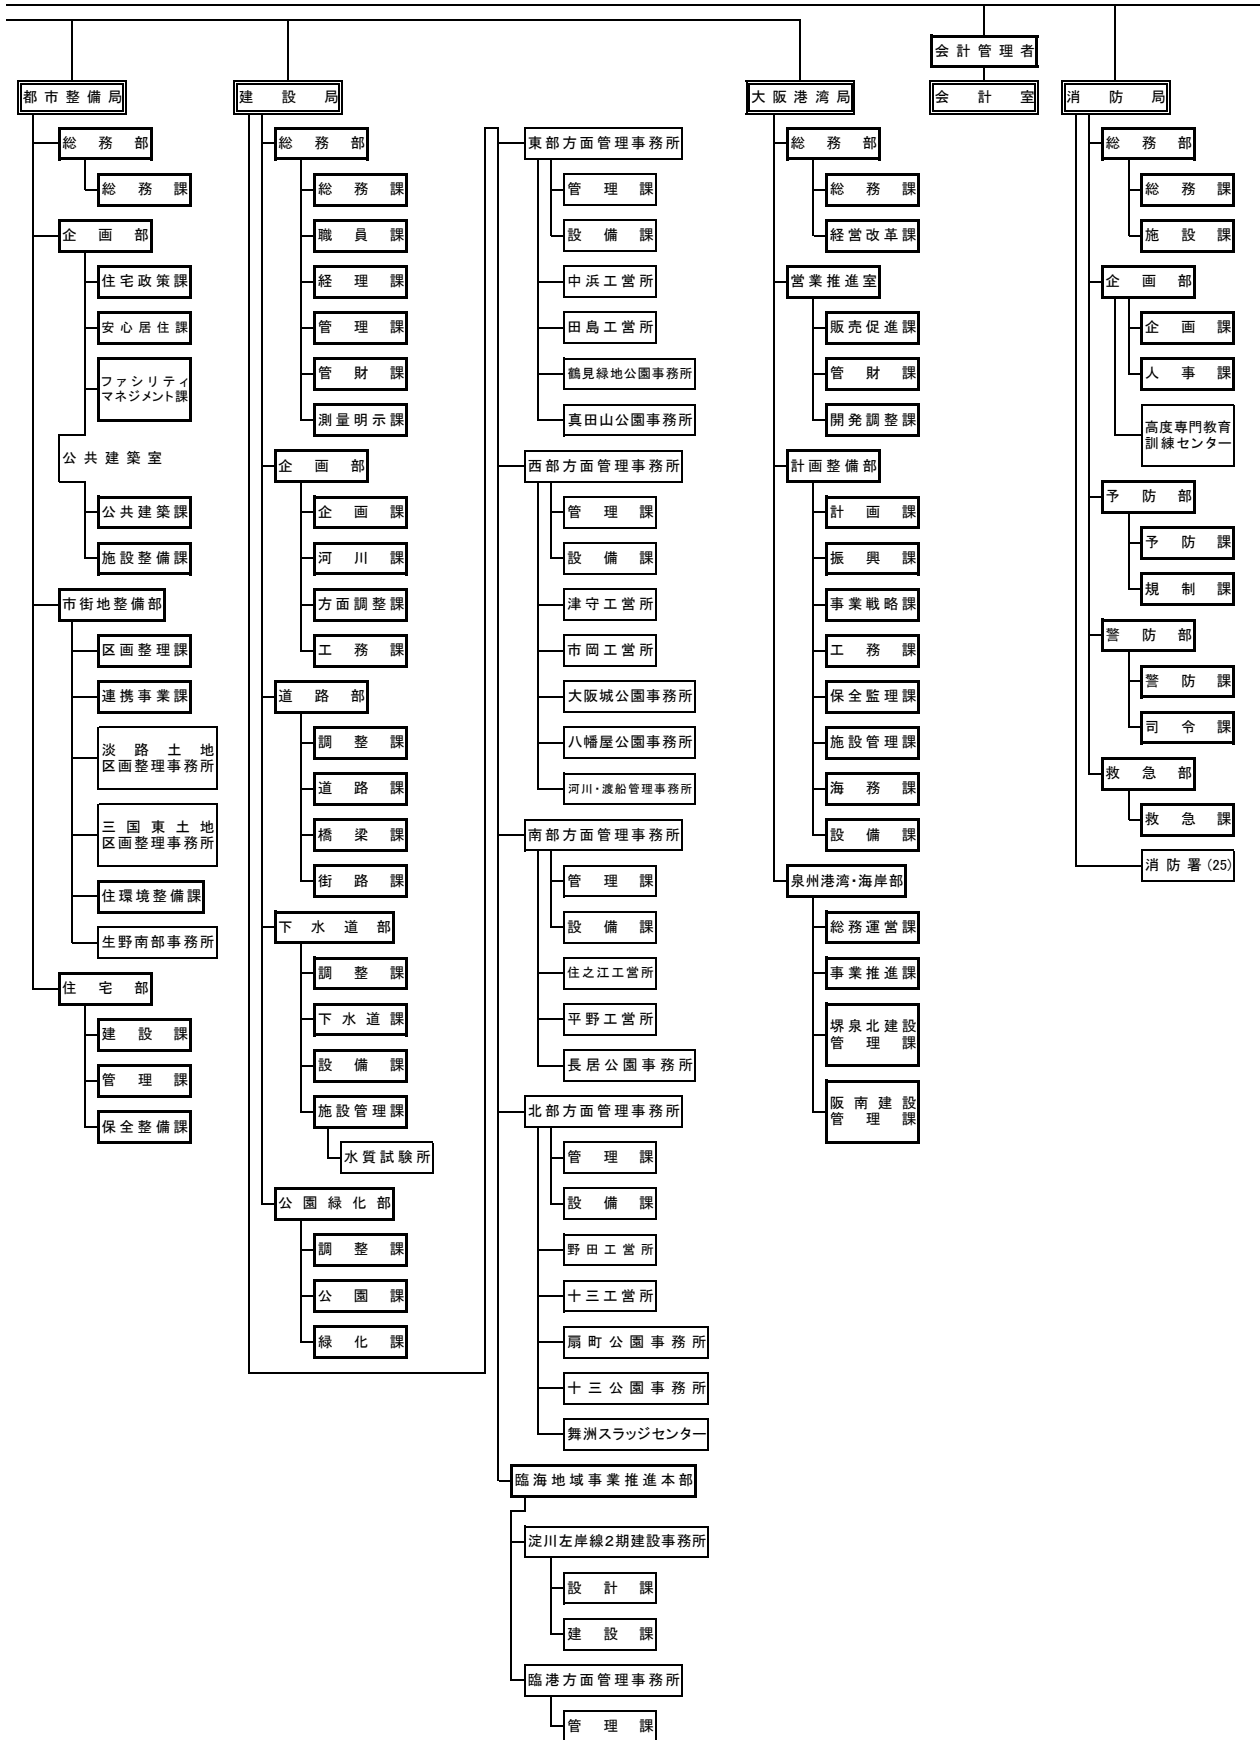 会計管理者
都市整備局
建設局
大阪港湾局
会計室
消防局
総務部
総務課
企画部
住宅政策課
安心居住課
ファシリティ
マネジメント課
公共建築室
公共建築課
施設整備課
市街地整備部
区画整理課
連携事業課
淡路土地
区画整理事務所
三国東土地
区画整理事務所
住環境整備課
生野南部事務所
住宅部
建設課
管理課
保全整備課
総務部
総務課
職員課
経理課
管理課
管財課
測量明示課
企画部
企画課
河川課
方面調整課
工務課
道路部
調整課
道路課
橋梁課
街路課
下水道部
調整課
下水道課
設備課
施設管理課
水質試験所
公園緑化部
調整課
公園課
緑化課
東部方面管理事務所
管理課
設備課
中浜工営所
田島工営所
鶴見緑地公園事務所
真田山公園事務所
西部方面管理事務所
管理課
設備課
津守工営所
市岡工営所
大阪城公園事務所
八幡屋公園事務所
河川・渡船管理事務所
南部方面管理事務所
管理課
設備課
住之江工営所
平野工営所
長居公園事務所
北部方面管理事務所
管理課
設備課
野田工営所
十三工営所
扇町公園事務所
十三公園事務所
舞洲スラッジセンター
臨海地域事業推進本部
淀川左岸線2期建設事務所
設計課
建設課
臨港方面管理事務所
管理課
総務部
総務課
経営改革課
営業推進室
販売促進課
管財課
開発調整課
計画整備部
計画課
振興課
事業戦略課
工務課
保全監理課
施設管理課
海務課
設備課
泉州港湾・海岸部
総務運営課
事業推進課
堺泉北建設
管理課
阪南建設
管理課
総務部
総務課
施設課
企画部
企画課
人事課
高度専門教育
訓練センター
予防部
予防課
規制課
警防部
警防課
司令課
救急部
救急課
消防署(25)